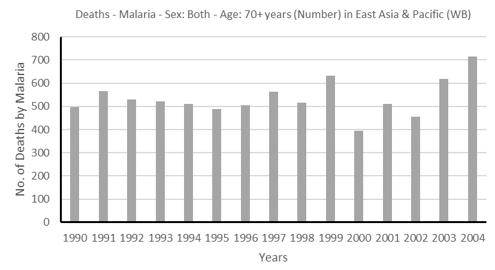 Deaths - Malaria - Sex: Both - Age: 70+ years (Number) in East Asia & Pacific (WB)
No. of Deaths by Malaria
800
700
600
500
400
300
200
100
0
1990 1991 1992 1993 1994 1995 1996 1997 1998 1999 2000 2001 2002 2003 2004
Years